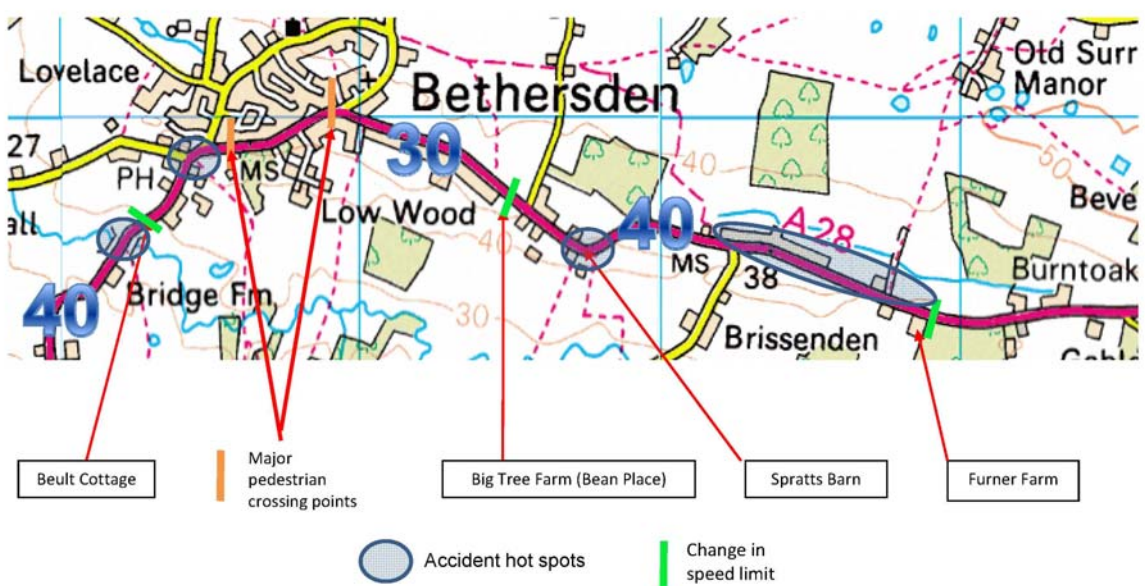 Lovelace
Bethersden
Old Surr
Manor
27
PH
MS
30
40
50
Low Wood
40
40
MS
A-28
38
Beve
all
40
Bridge Fm
30
Brissenden
Burntoak
Beult Cottage
Major
pedestrian
crossing points
Big Tree Farm (Bean Place)
Spratts Barn
Furner Farm
Accident hot spots
Change in
speed limit